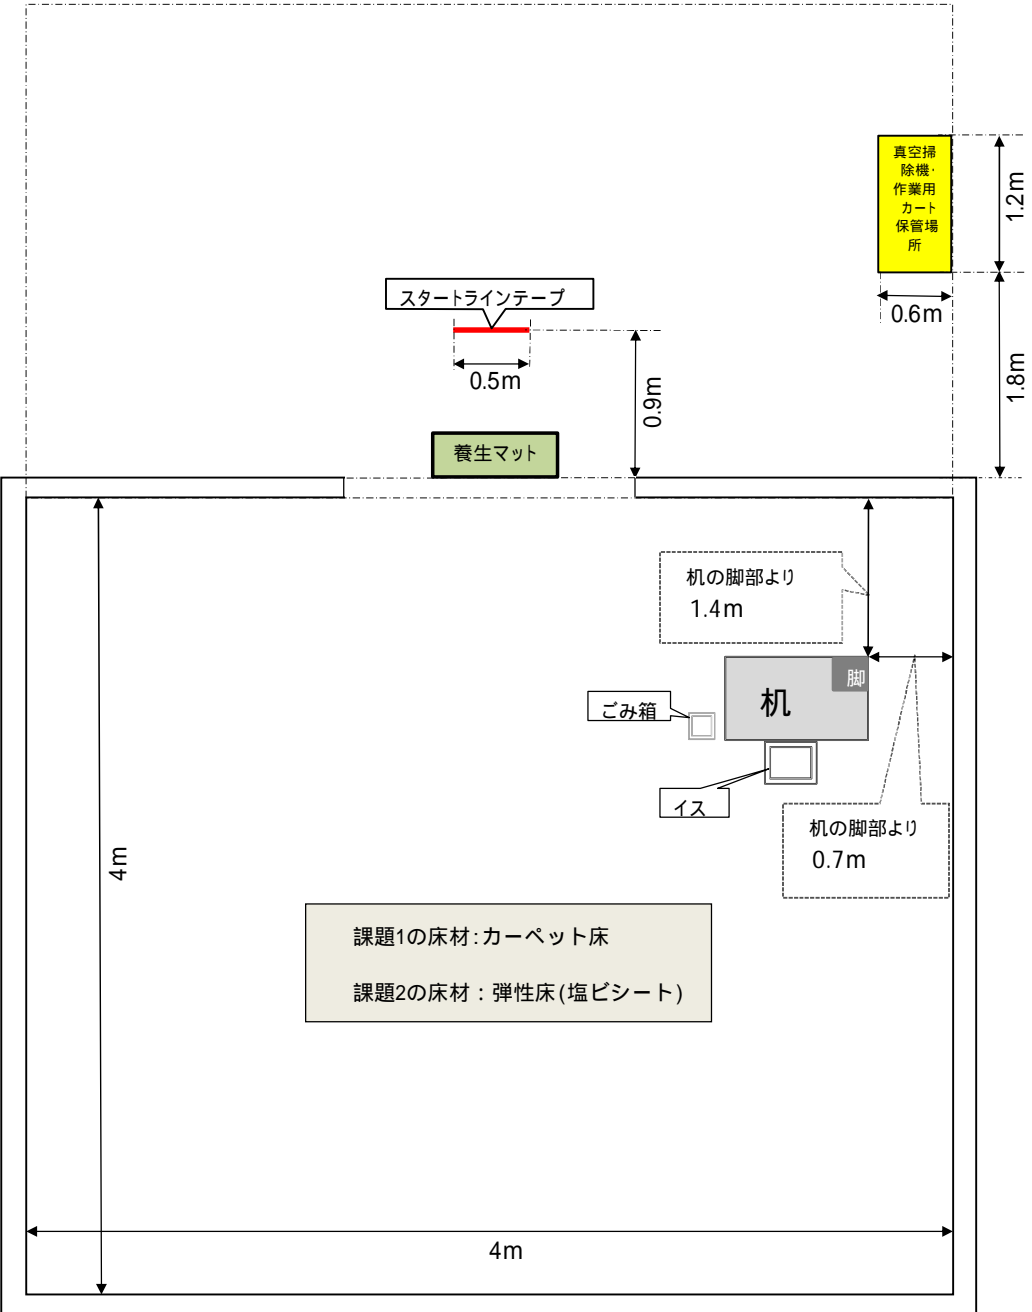 真空掃
除機・
作業用
カート
保管場
所
1.2m
0.6m
1.8m
スタートラインテープ
0.5m
0.9m
養生マット
机の脚部より
1.4m
脚
机
ごみ箱
イス
机の脚部より
0.7m
4m
課題1の床材:カーペット床
課題2の床材：弾性床(塩ビシート)
4m